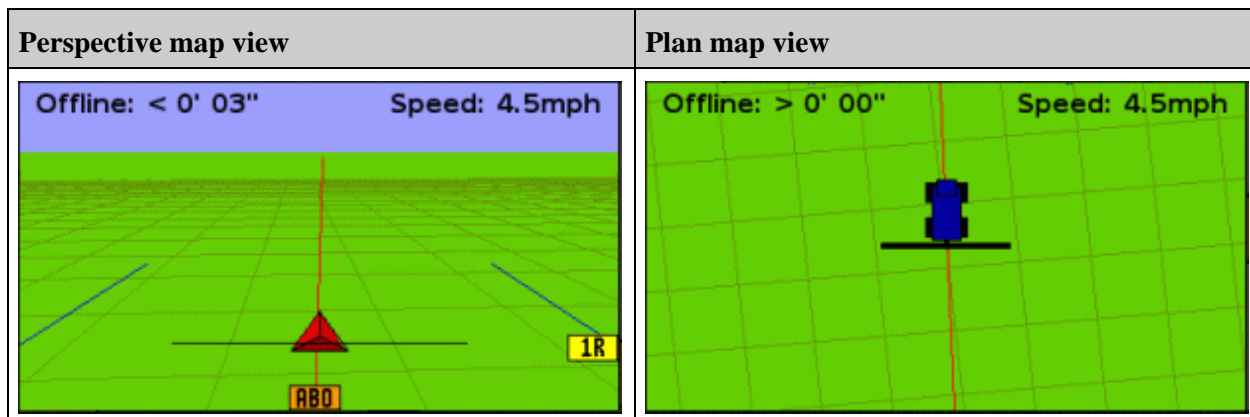 Perspective map view
Plan map view
Offline: < 0' 03" Speed: 4.5mph
Offline: > 0' 00" Speed: 4.5mph
1R
AB0